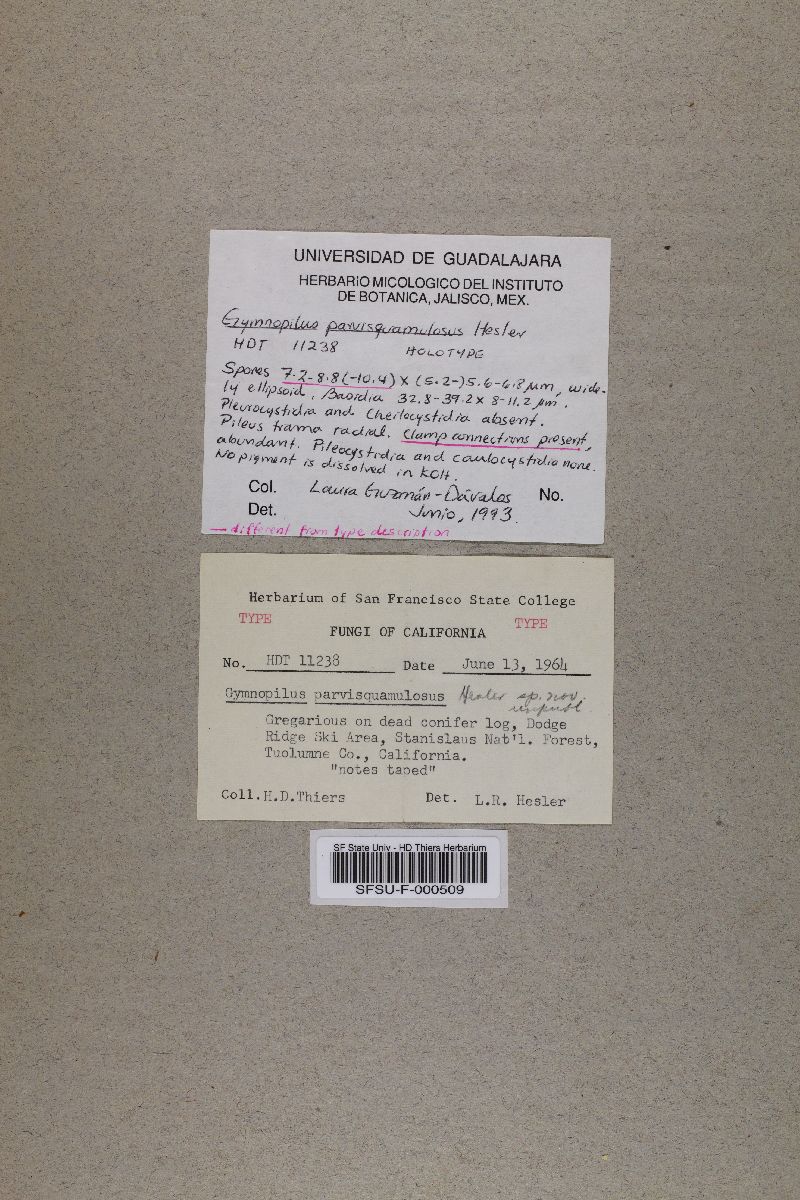 UNIVERSIDAD DE GUADALAJARA
HERBARIO MICOLOGICO DEL INSTITUTO
DE BOTANICA, JALISCO, MEX.
Gymnopilus parvisquamulosus Hesler
HDT 11238 HOLOTYPE
Spores 7.2-8.8(-10.4) x (5.2-)5.6-6.8 µm, wide-
ly ellipsoid. Basidia 32.8-39.2 x 8-11.2 µm.
Pleurocystidia and Cheilocystidia absent.
Pileus trama radial. Clamp connections present,
abundant. Pileocystidia and caulocystidia none.
No pigment is dissolved in KOH.
Col. Laura Guzmán-Dávalos No.
Det. Junio, 1993.
— different from type description
Herbarium of San Francisco State College
TYPE TYPE
FUNGI OF CALIFORNIA
No. HDT 11238 Date June 13, 1964
Gymnopilus parvisquamulosus Hesler sp. nov.
unpubl.
Gregarious on dead conifer log, Dodge
Ridge Ski Area, Stanislaus Nat'l. Forest,
Tuolumne Co., California.
"notes taped"
Coll. H.D.Thiers Det. L.R. Hesler
SF State Univ - HD Thiers Herbarium
SFSU-F-000509